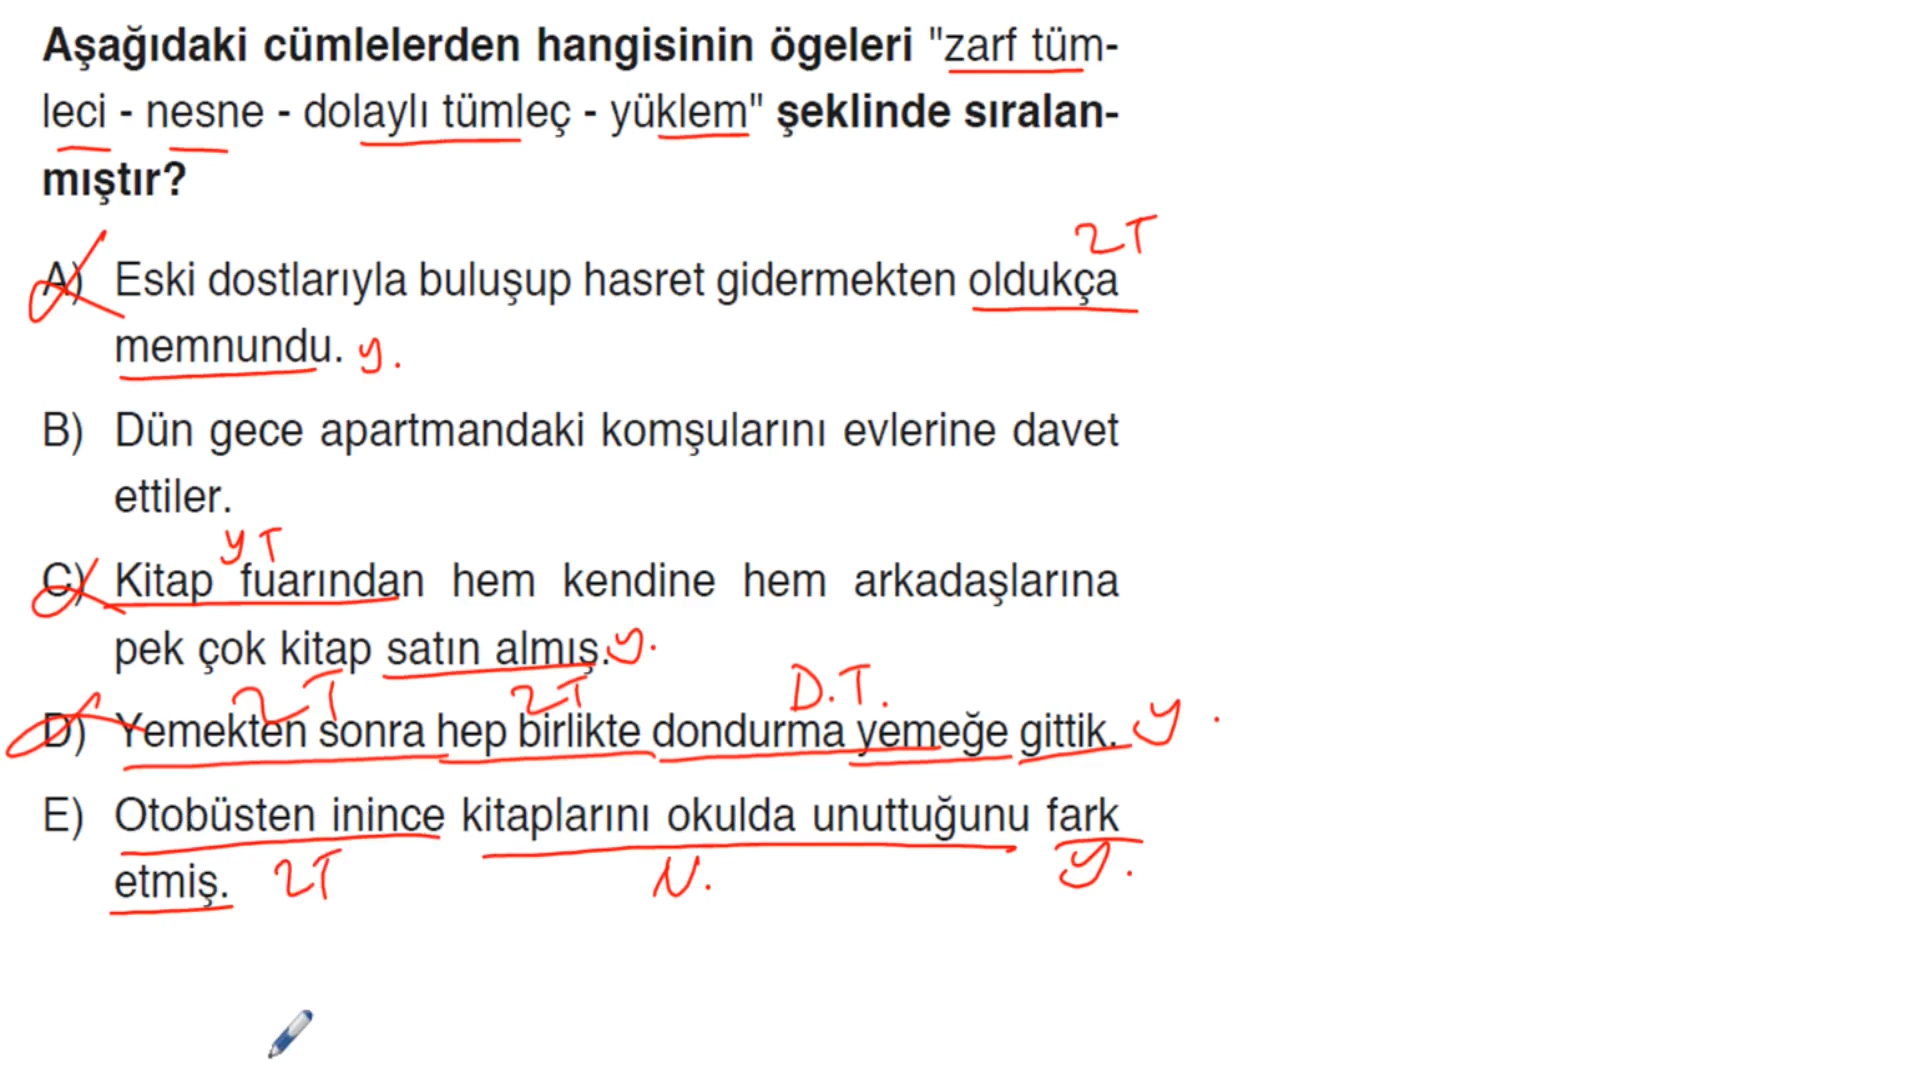 Aşağıdaki cümlelerden hangisinin ögeleri "zarf tüm-
leci - nesne - dolaylı tümleç - yüklem" şeklinde sıralan-
mıştır?
ZT
A) Eski dostlarıyla buluşup hasret gidermekten oldukça
memnundu. y.
B) Dün gece apartmandaki komşularını evlerine davet
ettiler.
YT
C) Kitap fuarından hem kendine hem arkadaşlarına
pek çok kitap satın almış. y.
ZT ZT D.T.
D) Yemekten sonra hep birlikte dondurma yemeğe gittik. y.
E) Otobüsten inince kitaplarını okulda unuttuğunu fark
etmiş. ZT N. y.